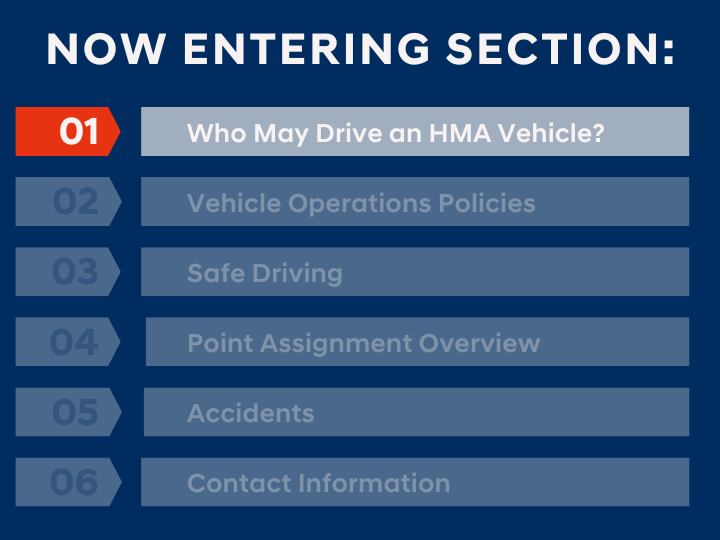 NOW ENTERING SECTION:
01 Who May Drive an HMA Vehicle?
02 Vehicle Operations Policies
03 Safe Driving
04 Point Assignment Overview
05 Accidents
06 Contact Information